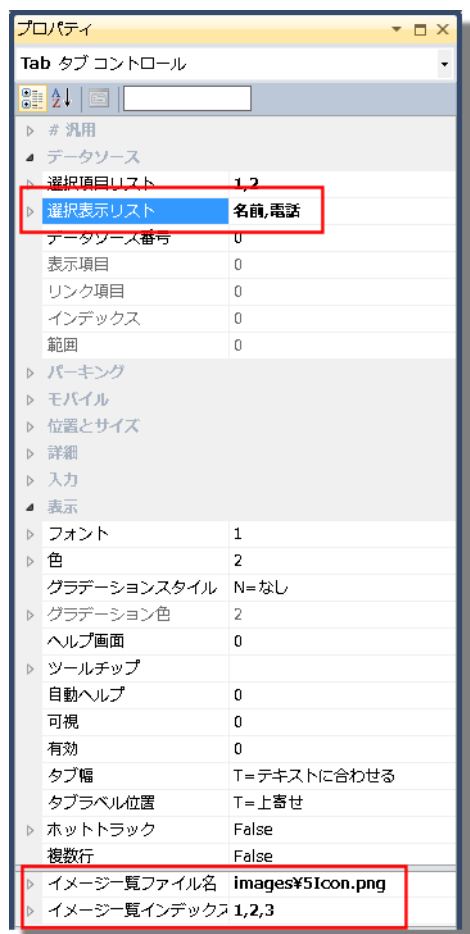 プロパティ
Tab タブ コントロール
# 汎用
データソース
選択項目リスト 1,2
選択表示リスト 名前,電話
データソース番号 0
表示項目 0
リンク項目 0
インデックス 0
範囲 0
パーキング
モバイル
位置とサイズ
詳細
入力
表示
フォント 1
色 2
グラデーションスタイル N=なし
グラデーション色 2
ヘルプ画面 0
ツールチップ
自動ヘルプ 0
可視 0
有効 0
タブ幅 T=テキストに合わせる
タブラベル位置 T=上寄せ
ホットトラック False
複数行 False
イメージ一覧ファイル名 images¥5Icon.png
イメージ一覧インデックス 1,2,3